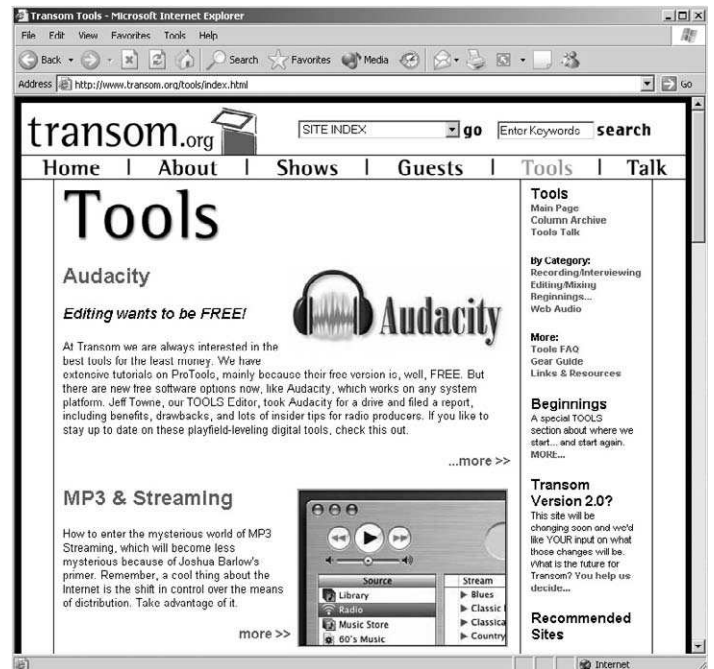 Transom Tools - Microsoft Internet Explorer
File Edit View Favorites Tools Help
Back Search Favorites Media
Address http://www.transom.org/tools/index.html Go
transom.org SITE INDEX go Enter Keywords search
Home | About | Shows | Guests | Tools | Talk
Tools
Audacity
Editing wants to be FREE!
Audacity
At Transom we are always interested in the
best tools for the least money. We have
extensive tutorials on ProTools, mainly because their free version is, well, FREE. But
there are new free software options now, like Audacity, which works on any system
platform. Jeff Towne, our TOOLS Editor, took Audacity for a drive and filed a report,
including benefits, drawbacks, and lots of insider tips for radio producers. If you like to
stay up to date on these playfield-leveling digital tools, check this out.
...more >>
MP3 & Streaming
How to enter the mysterious world of MP3
Streaming, which will become less
mysterious because of Joshua Barlow's
primer. Remember, a cool thing about the
Internet is the shift in control over the means
of distribution. Take advantage of it.
more >>
Source Stream
Library Blues
Radio Classic
Music Store Classica
60's Music Country
Tools
Main Page
Column Archive
Tools Talk
By Category:
Recording/Interviewing
Editing/Mixing
Beginnings...
Web Audio
More:
Tools FAQ
Gear Guide
Links & Resources
Beginnings
A special TOOLS
section about where we
start... and start again.
MORE...
Transom
Version 2.0?
This site will be
changing soon and we'd
like YOUR input on what
those changes will be.
What is the future for
Transom? You help us
decide...
Recommended
Sites
Internet